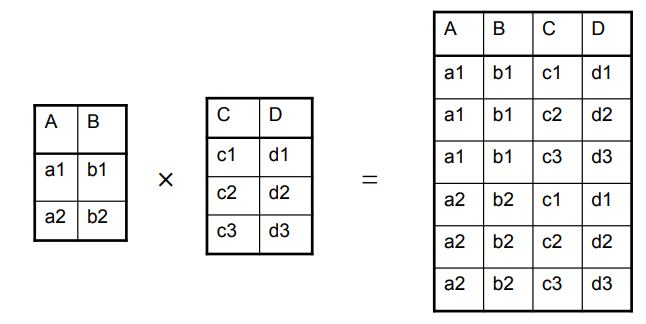 A B
a1 b1
a2 b2
×
C D
c1 d1
c2 d2
c3 d3
=
A B C D
a1 b1 c1 d1
a1 b1 c2 d2
a1 b1 c3 d3
a2 b2 c1 d1
a2 b2 c2 d2
a2 b2 c3 d3